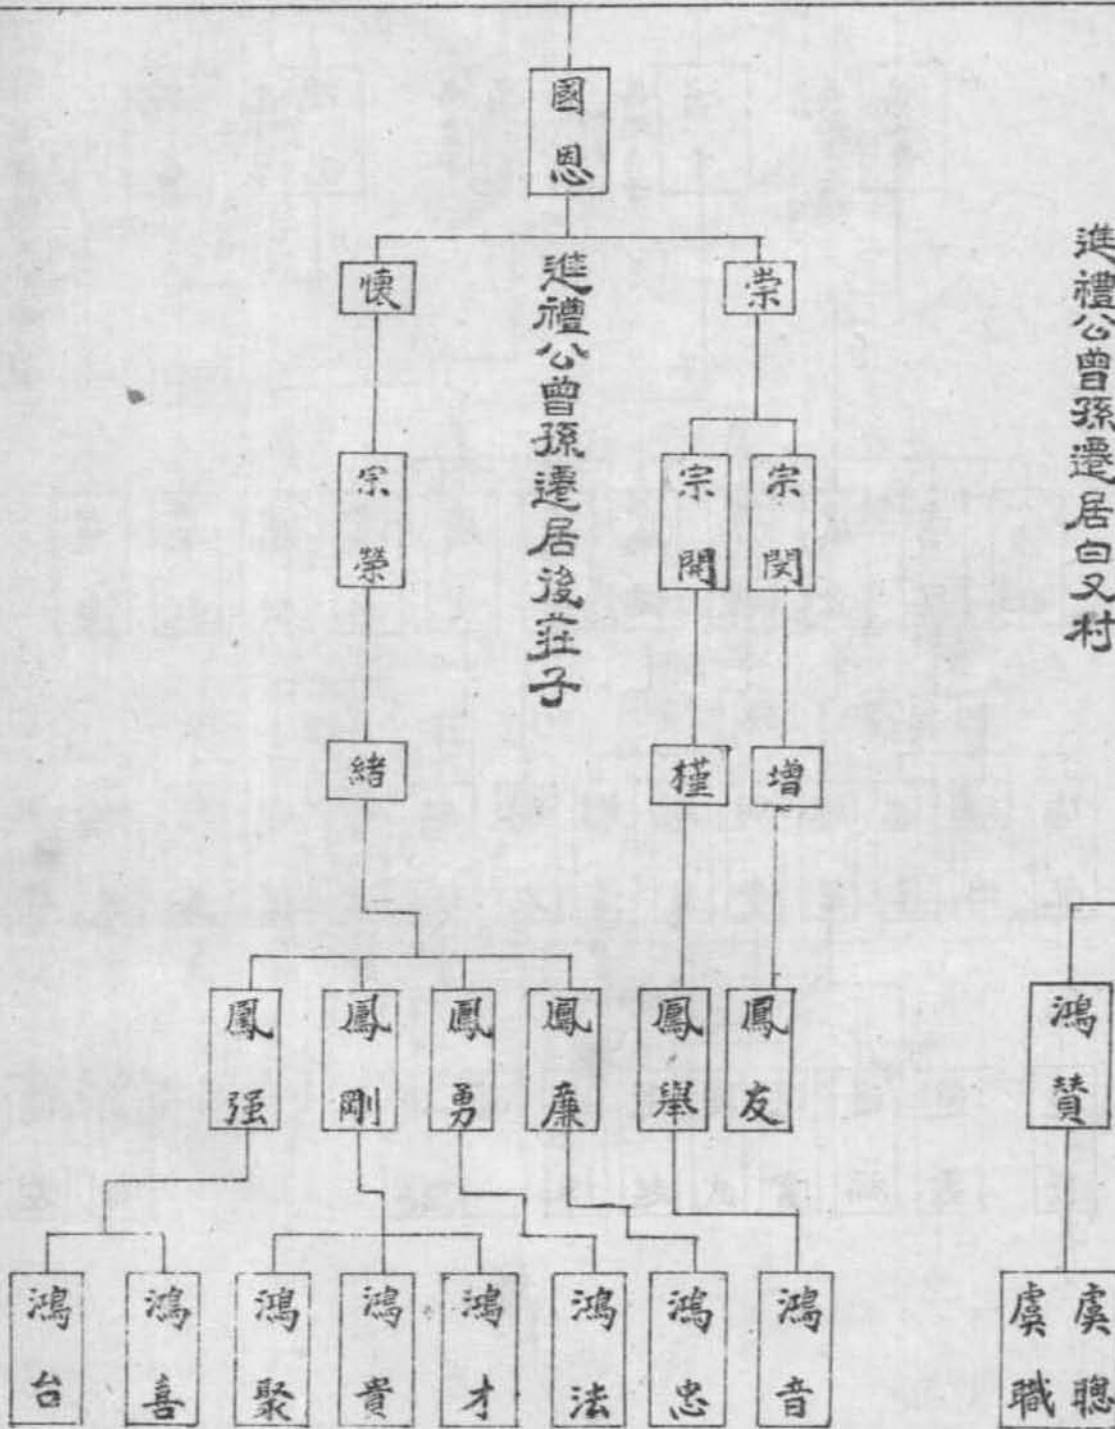 進禮公曾孫遷居白叉村
國恩
進禮公曾孫遷居後莊子
崇
懷
宗閔
宗開
宗榮
增
槿
緒
鳳友
鳳舉
鳳廉
鳳勇
鳳剛
鳳强
鴻贊
虞聰
虞職
鴻音
鴻忠
鴻法
鴻才
鴻貴
鴻聚
鴻喜
鴻台